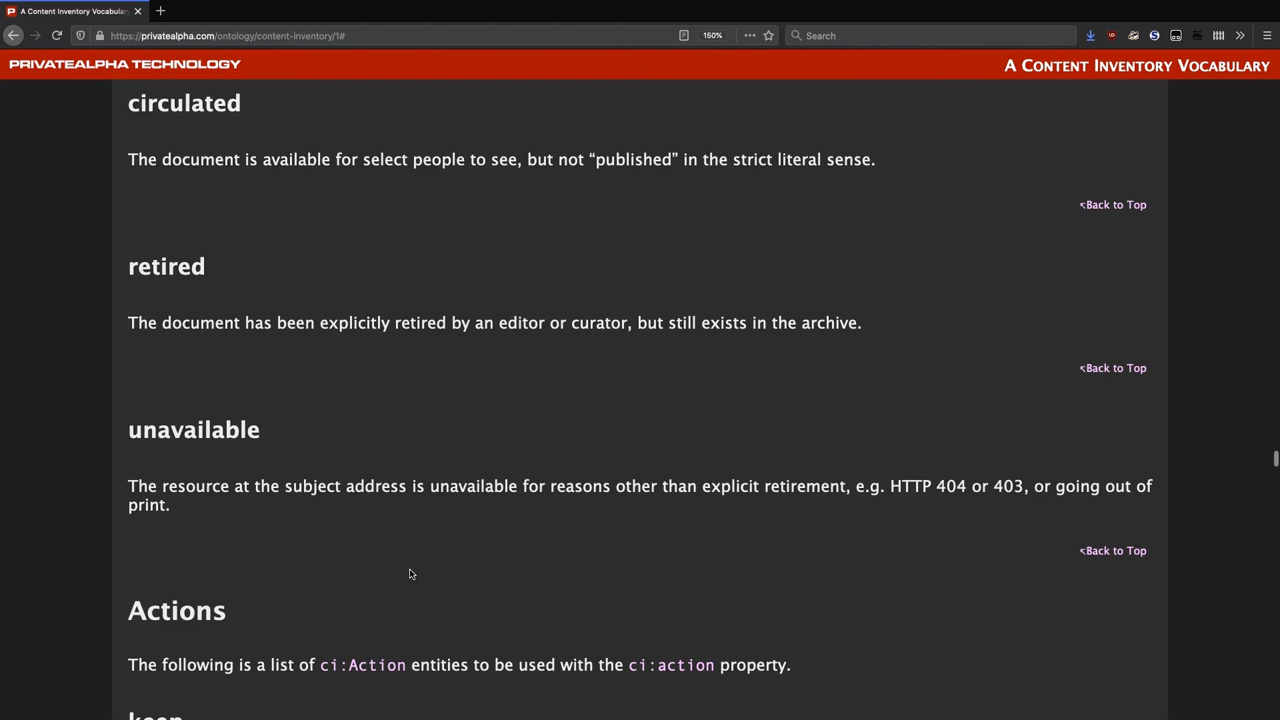 A Content Inventory Vocabulary
https://privatealpha.com/ontology/content-inventory/1#
150%
Search
PRIVATEALPHA TECHNOLOGY
A CONTENT INVENTORY VOCABULARY
circulated
The document is available for select people to see, but not “published” in the strict literal sense.
↸Back to Top
retired
The document has been explicitly retired by an editor or curator, but still exists in the archive.
↸Back to Top
unavailable
The resource at the subject address is unavailable for reasons other than explicit retirement, e.g. HTTP 404 or 403, or going out of
print.
↸Back to Top
Actions
The following is a list of ci:Action entities to be used with the ci:action property.
keep